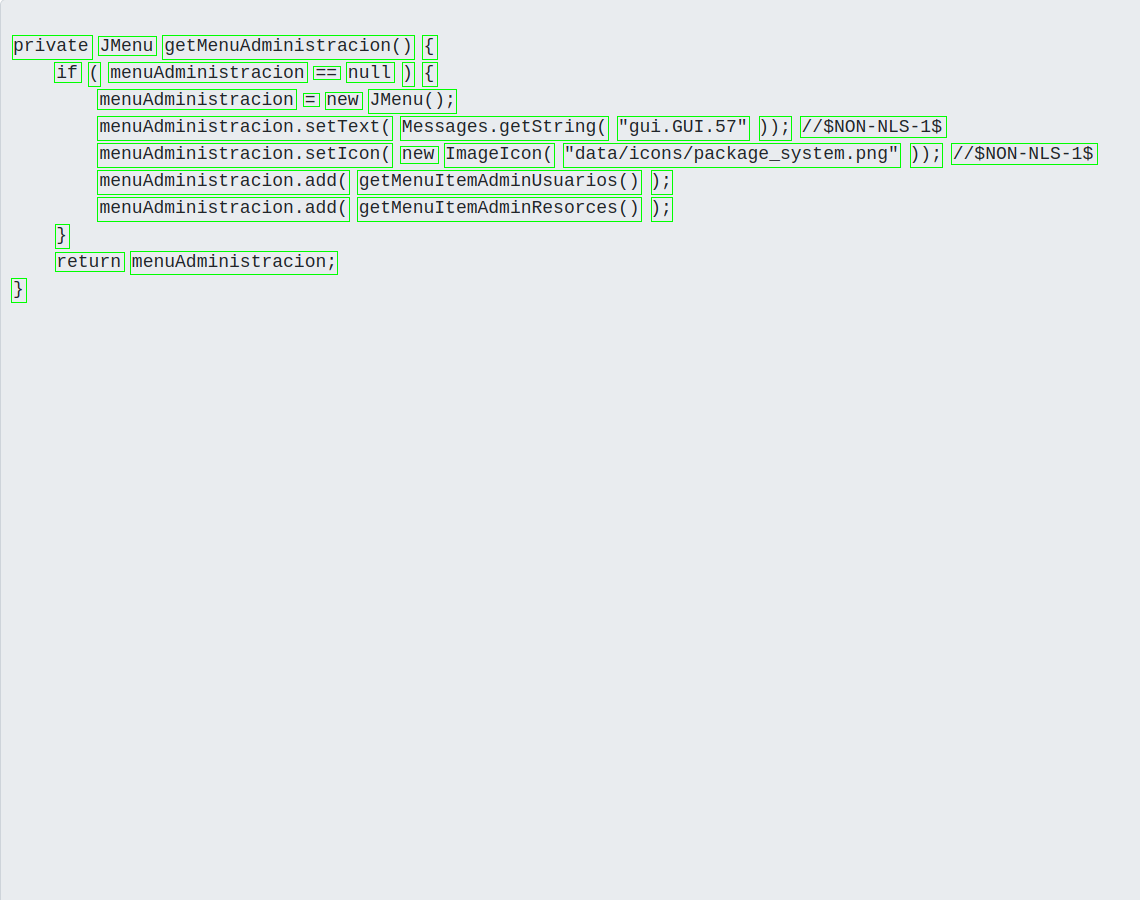 private JMenu getMenuAdministracion() {
if ( menuAdministracion == null ) {
menuAdministracion = new JMenu();
menuAdministracion.setText( Messages.getString( "gui.GUI.57" )); //$NON-NLS-1$
menuAdministracion.setIcon( new ImageIcon( "data/icons/package_system.png" )); //$NON-NLS-1$
menuAdministracion.add( getMenuItemAdminUsuarios() );
menuAdministracion.add( getMenuItemAdminResorces() );
}
return menuAdministracion;
}